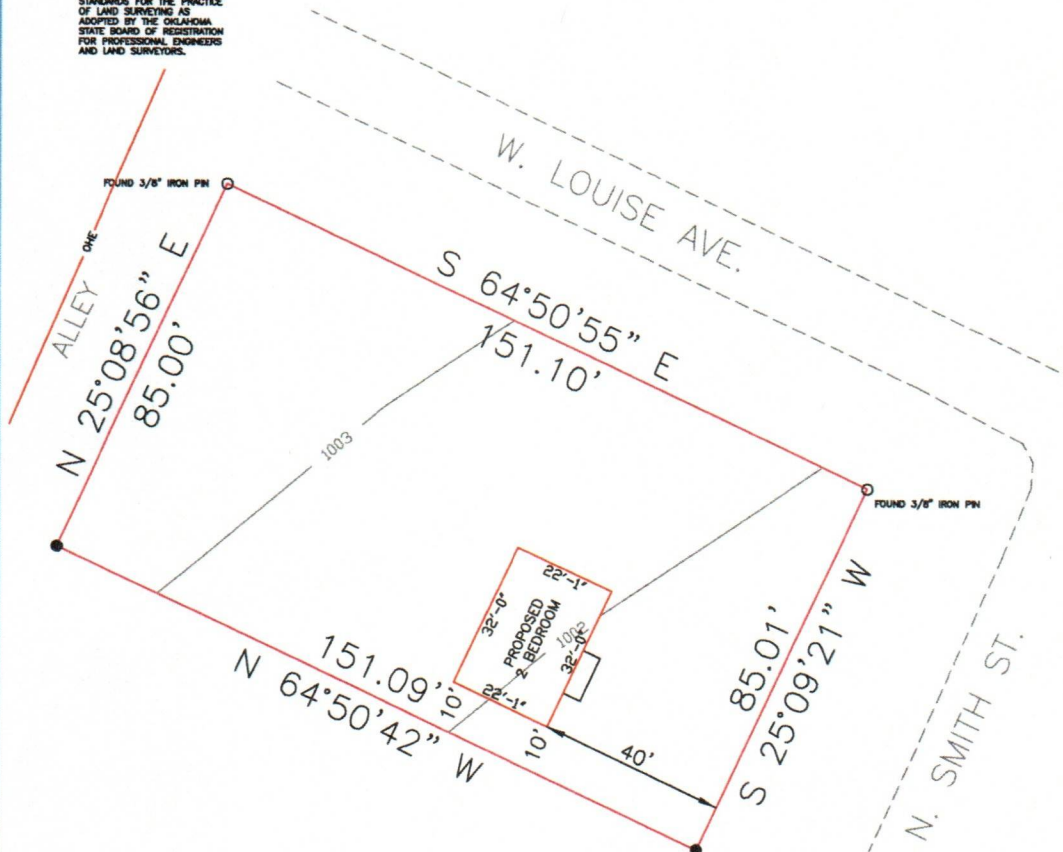 STANDARDS FOR THE PRACTICE
OF LAND SURVEYING AS
ADOPTED BY THE OKLAHOMA
STATE BOARD OF REGISTRATION
FOR PROFESSIONAL ENGINEERS
AND LAND SURVEYORS.
W. LOUISE AVE.
FOUND 3/8" IRON PIN
OHE
ALLEY
N 25°08'56" E
85.00'
S 64°50'55" E
151.10'
1003
FOUND 3/8" IRON PIN
22'-1"
32'-0"
PROPOSED
2 BEDROOM
1002
32'-0"
22'-1"
10'
10'
40'
151.09'
N 64°50'42" W
85.01'
S 25°09'21" W
N. SMITH ST.